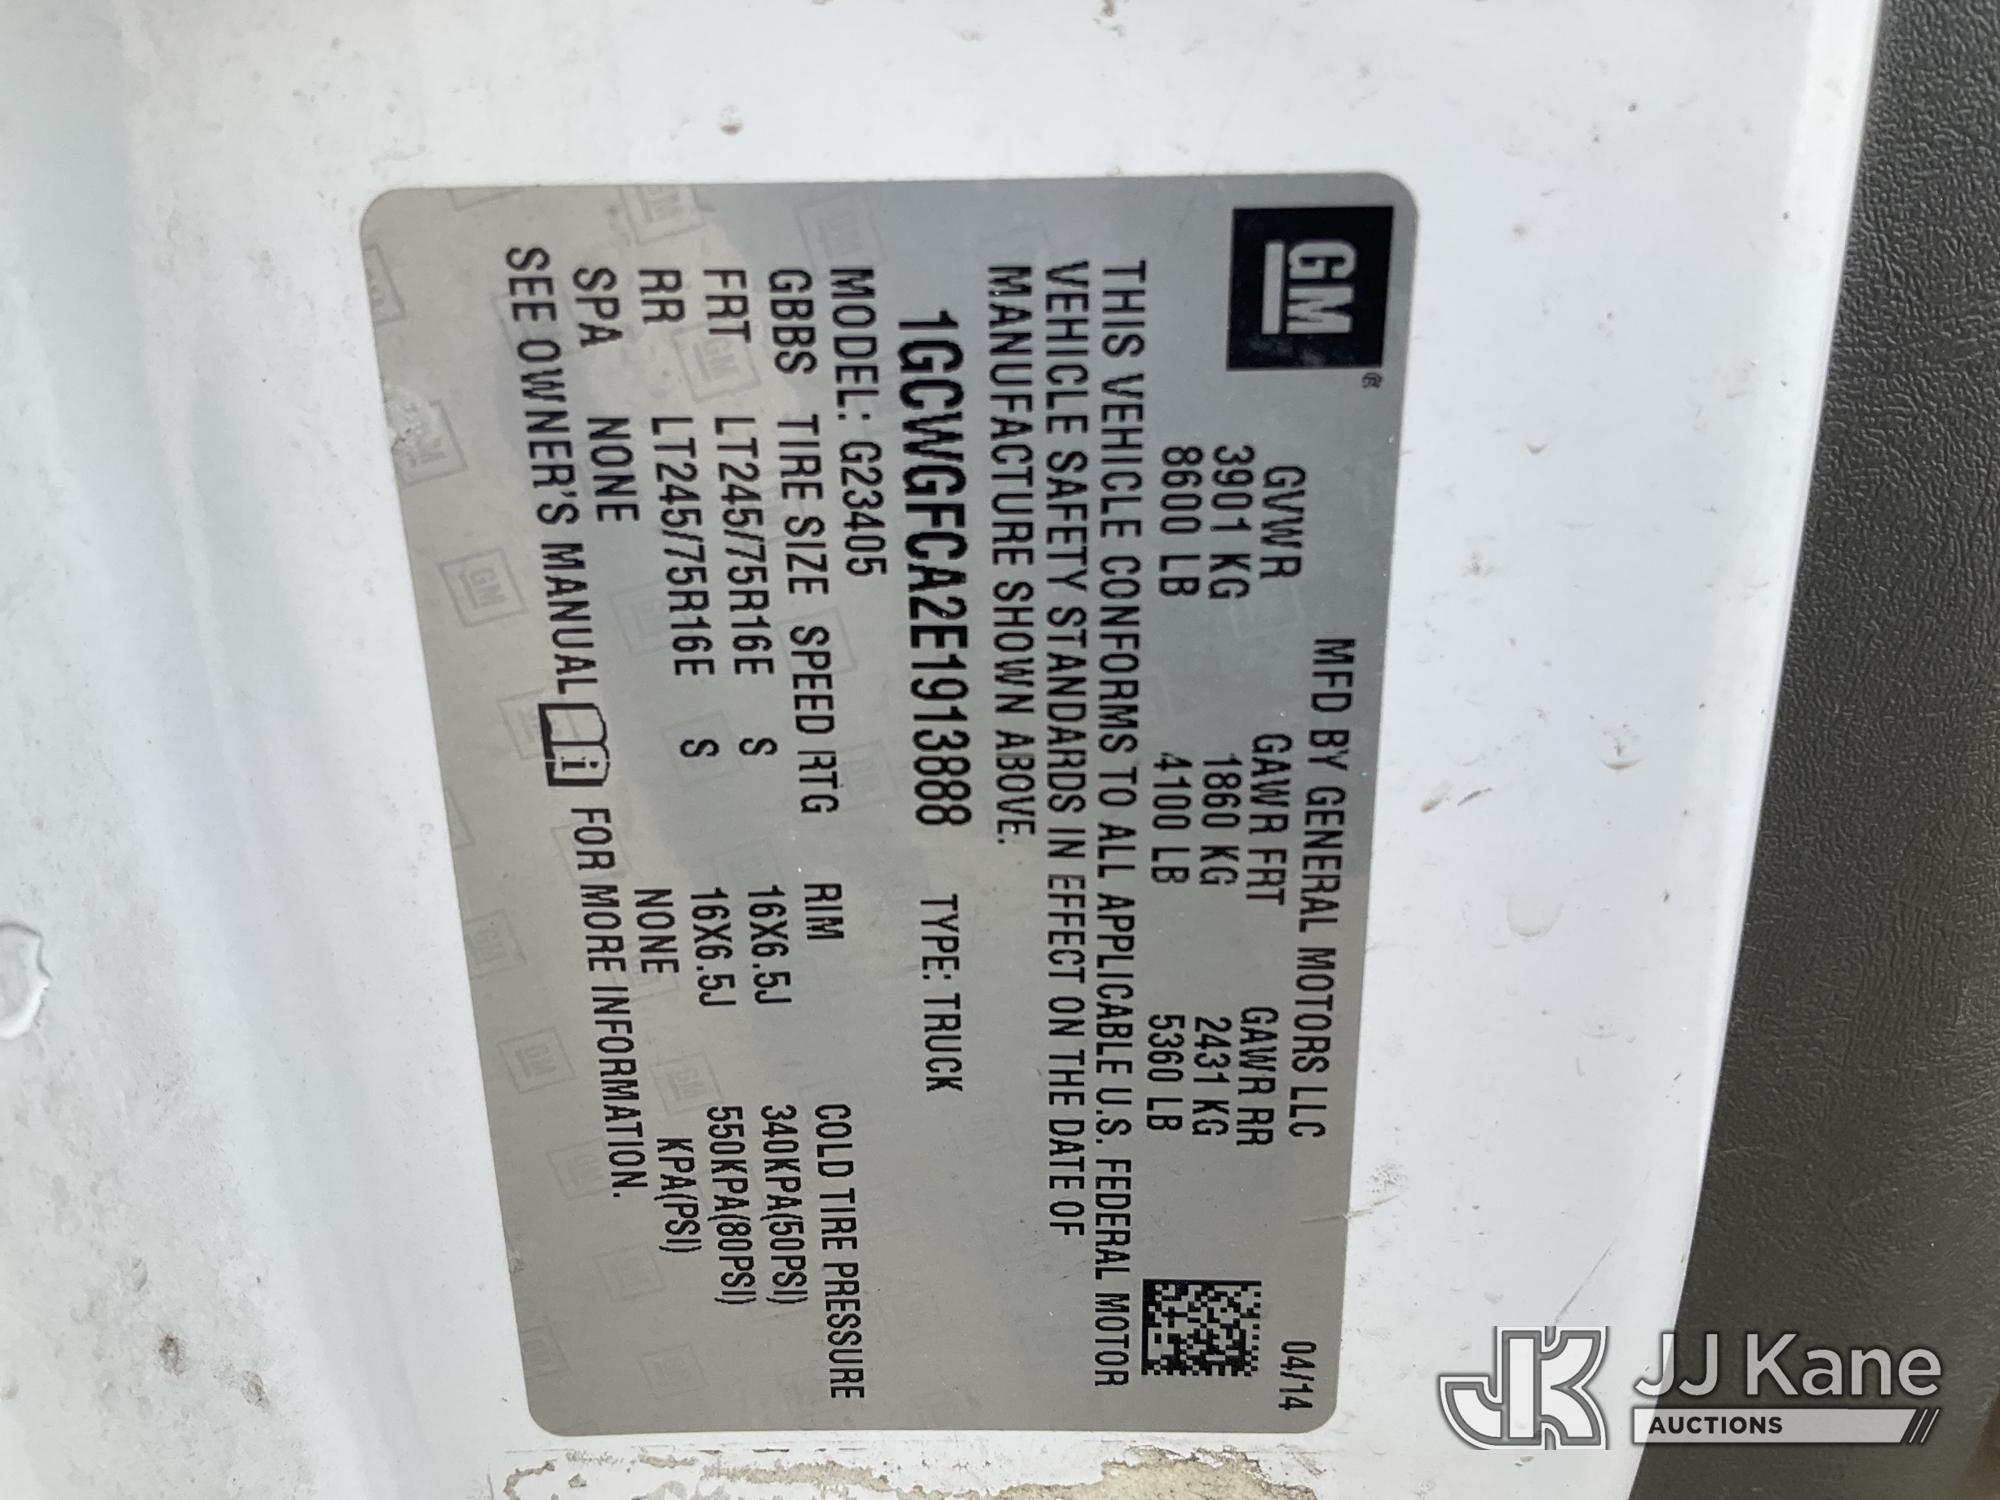 GM®
MFD BY GENERAL MOTORS LLC 04/14
GVWR GAWR FRT GAWR RR
3901 KG 1860 KG 2431 KG
8600 LB 4100 LB 5360 LB
THIS VEHICLE CONFORMS TO ALL APPLICABLE U.S. FEDERAL MOTOR
VEHICLE SAFETY STANDARDS IN EFFECT ON THE DATE OF
MANUFACTURE SHOWN ABOVE.
1GCWGFCA2E1913888 TYPE: TRUCK
MODEL: G23405
GBBS TIRE SIZE SPEED RTG RIM COLD TIRE PRESSURE
FRT LT245/75R16E S 16X6.5J 340KPA(50PSI)
RR LT245/75R16E S 16X6.5J 550KPA(80PSI)
SPA NONE NONE KPA(PSI)
SEE OWNER'S MANUAL i FOR MORE INFORMATION.
JK JJ Kane
AUCTIONS